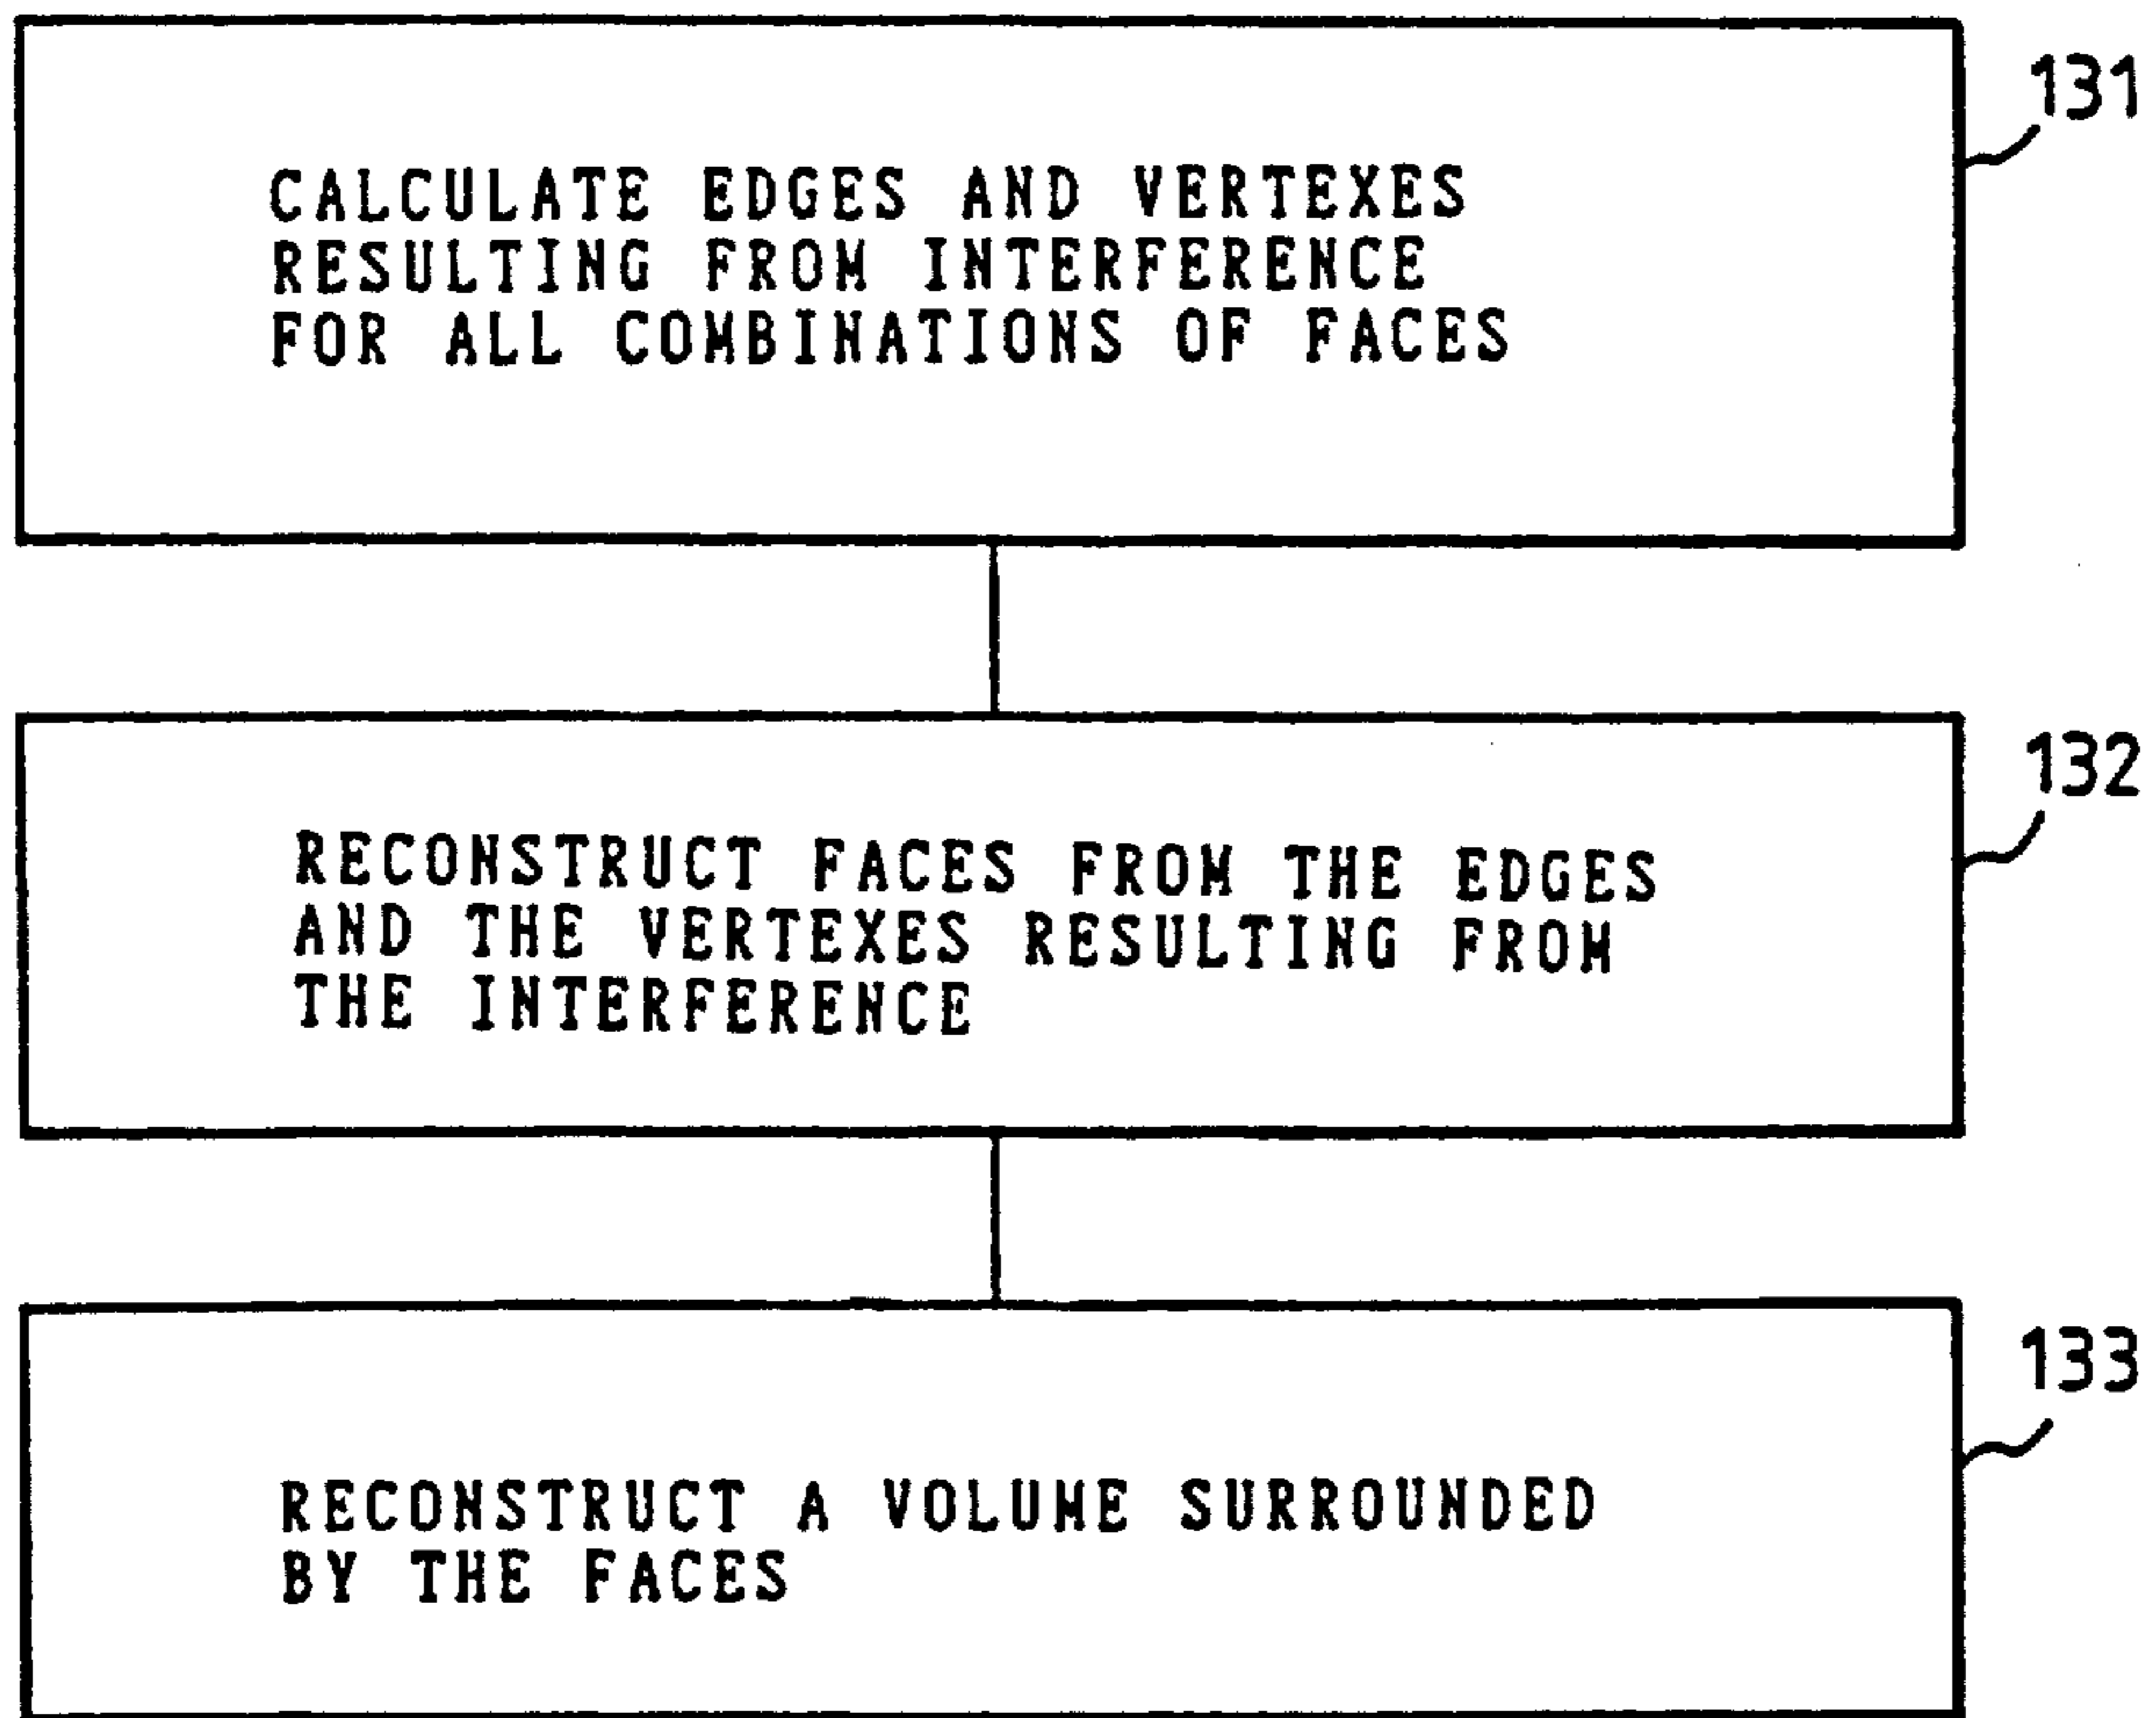 131
CALCULATE EDGES AND VERTEXES
RESULTING FROM INTERFERENCE
FOR ALL COMBINATIONS OF FACES
132
RECONSTRUCT FACES FROM THE EDGES
AND THE VERTEXES RESULTING FROM
THE INTERFERENCE
133
RECONSTRUCT A VOLUME SURROUNDED
BY THE FACES